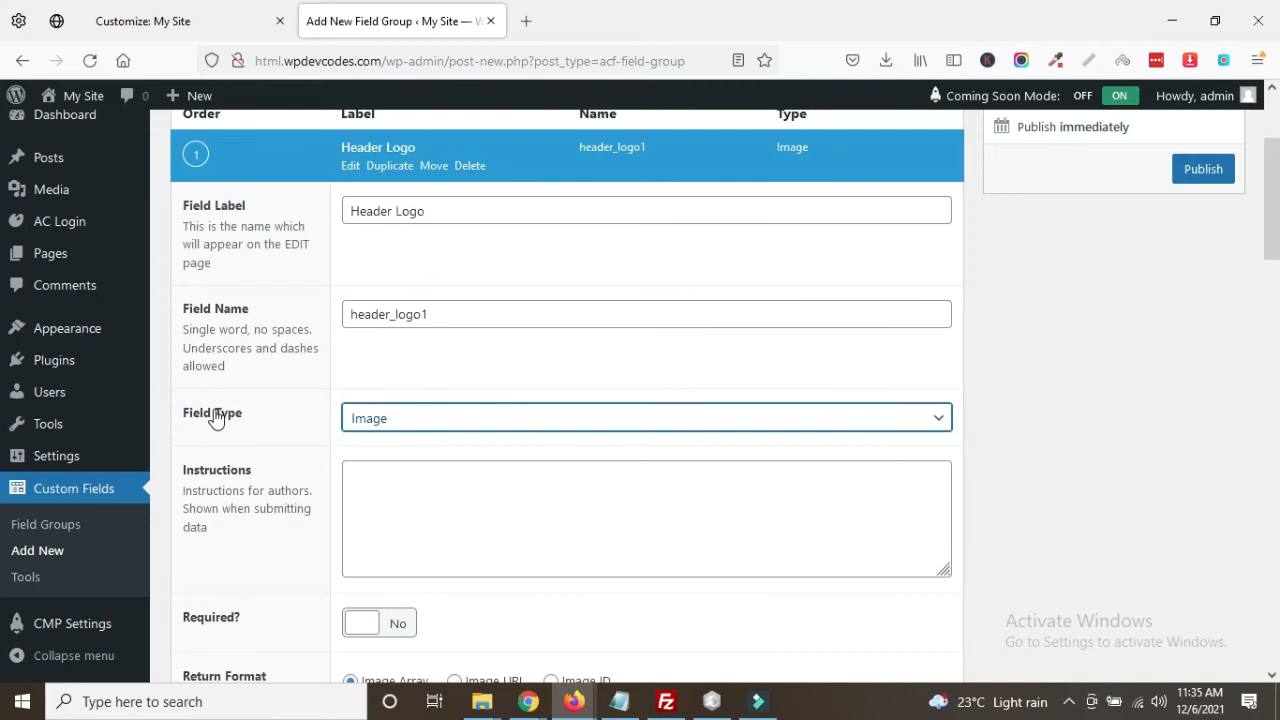 Customize: My Site
Add New Field Group ‹ My Site — W
html.wpdevcodes.com/wp-admin/post-new.php?post_type=acf-field-group
My Site
0
New
Coming Soon Mode:
OFF
ON
Howdy, admin
Dashboard
Posts
Media
AC Login
Pages
Comments
Appearance
Plugins
Users
Tools
Settings
Custom Fields
Field Groups
Add New
Tools
CMP Settings
Collapse menu
Order
Label
Name
Type
1
Header Logo
header_logo1
Image
Edit Duplicate Move Delete
Field Label
This is the name which
will appear on the EDIT
page
Header Logo
Field Name
Single word, no spaces.
Underscores and dashes
allowed
header_logo1
Field Type
Image
Instructions
Instructions for authors.
Shown when submitting
data
Required?
No
Return Format
Image Array
Image URL
Image ID
Publish immediately
Publish
Activate Windows
Go to Settings to activate Windows.
Type here to search
23°C Light rain
11:35 AM
12/6/2021